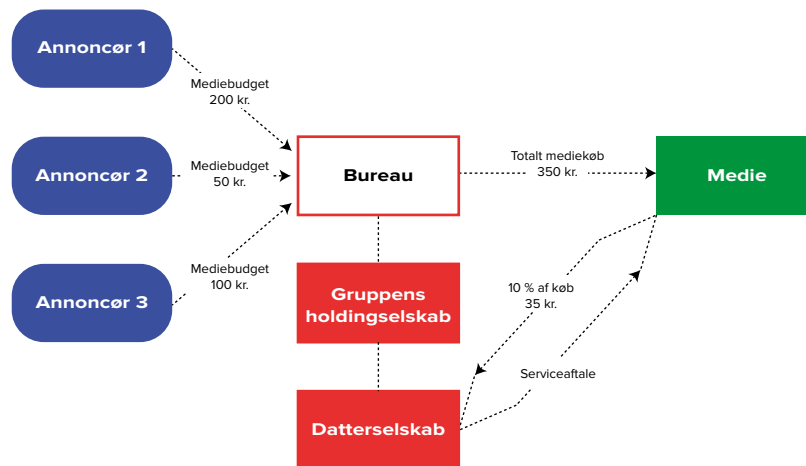 Annoncør 1
Mediebudget
200 kr.
Annoncør 2
Mediebudget
50 kr.
Bureau
Totalt mediekøb
350 kr.
Medie
Annoncør 3
Mediebudget
100 kr.
Gruppens
holdingselskab
10 % af køb
35 kr.
Serviceaftale
Datterselskab